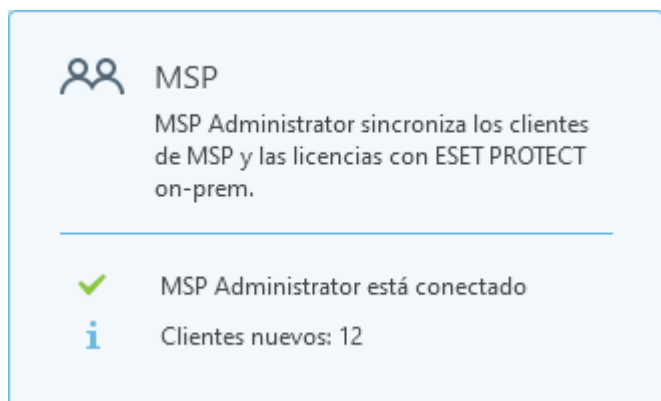 MSP
MSP Administrator sincroniza los clientes
de MSP y las licencias con ESET PROTECT
on-prem.
MSP Administrator está conectado
Clientes nuevos: 12